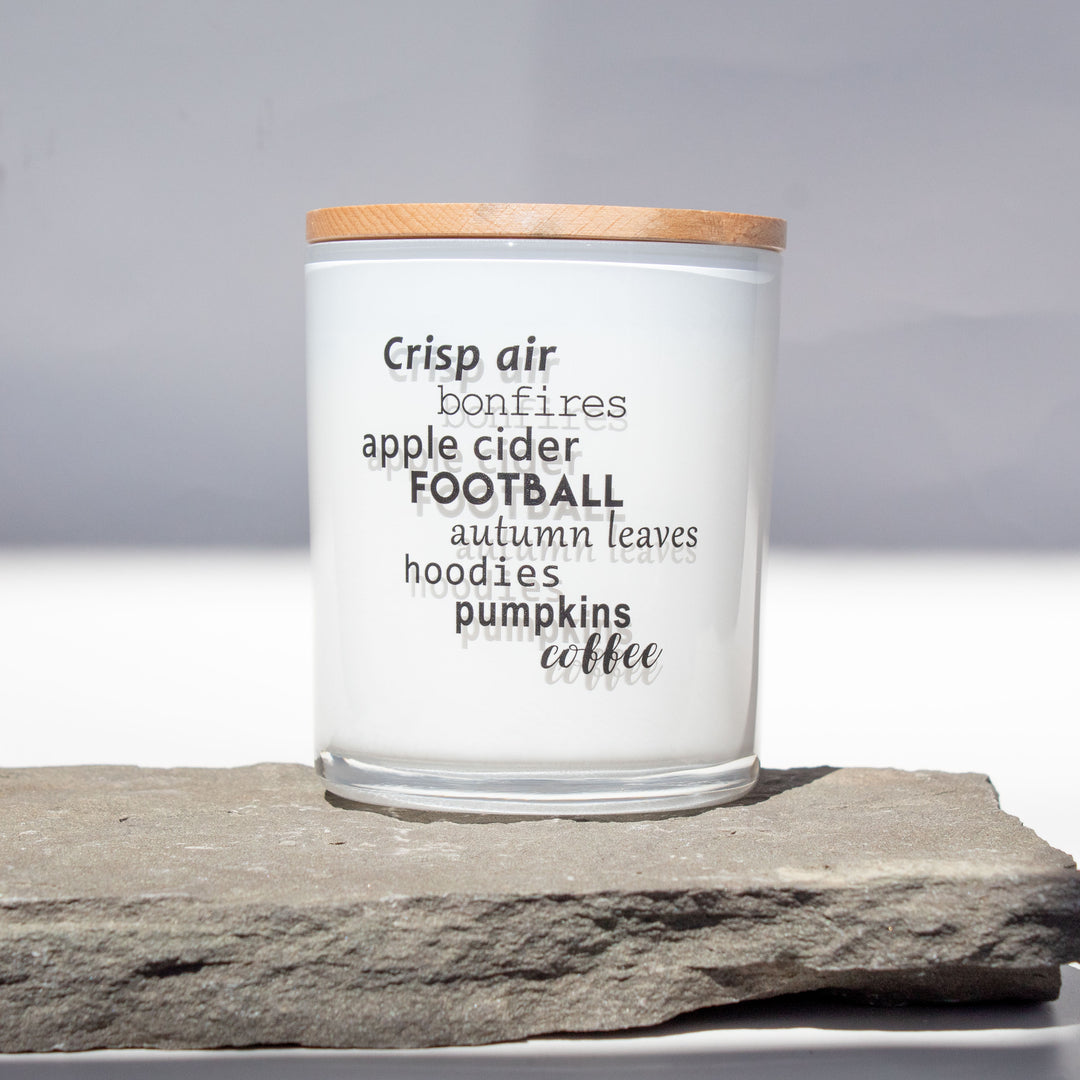 Crisp air
bonfires
apple cider
FOOTBALL
autumn leaves
hoodies
pumpkins
coffee